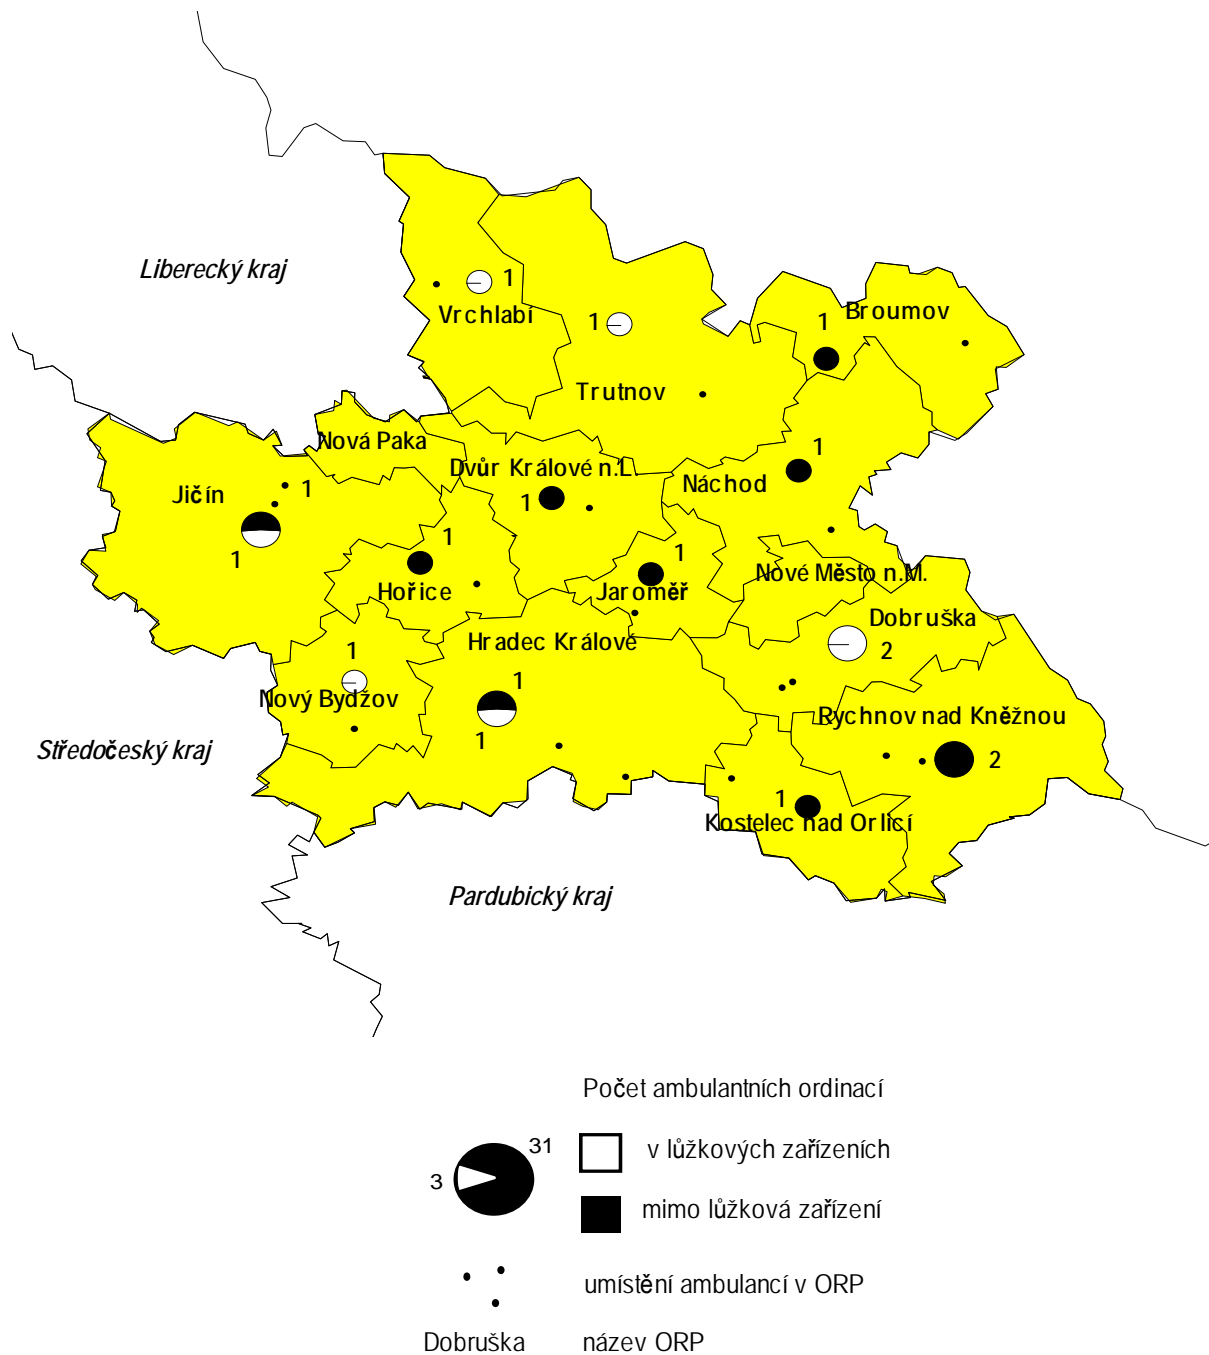 Liberecký kraj
1
Vrchlabí
1
Trutnov
1
Broumov
Nová Paka
Dvůr Králové n.L.
1
Náchod
1
Jičín
1
1
1
Hořice
1
Jaroměř
Nové Město n.M.
Dobruška
2
Hradec Králové
1
1
1
Nový Bydžov
Rychnov nad Kněžnou
2
Středočeský kraj
1
Kostelec nad Orlicí
Pardubický kraj
Počet ambulantních ordinací
31
3
v lůžkových zařízeních
mimo lůžková zařízení
umístění ambulancí v ORP
Dobruška název ORP